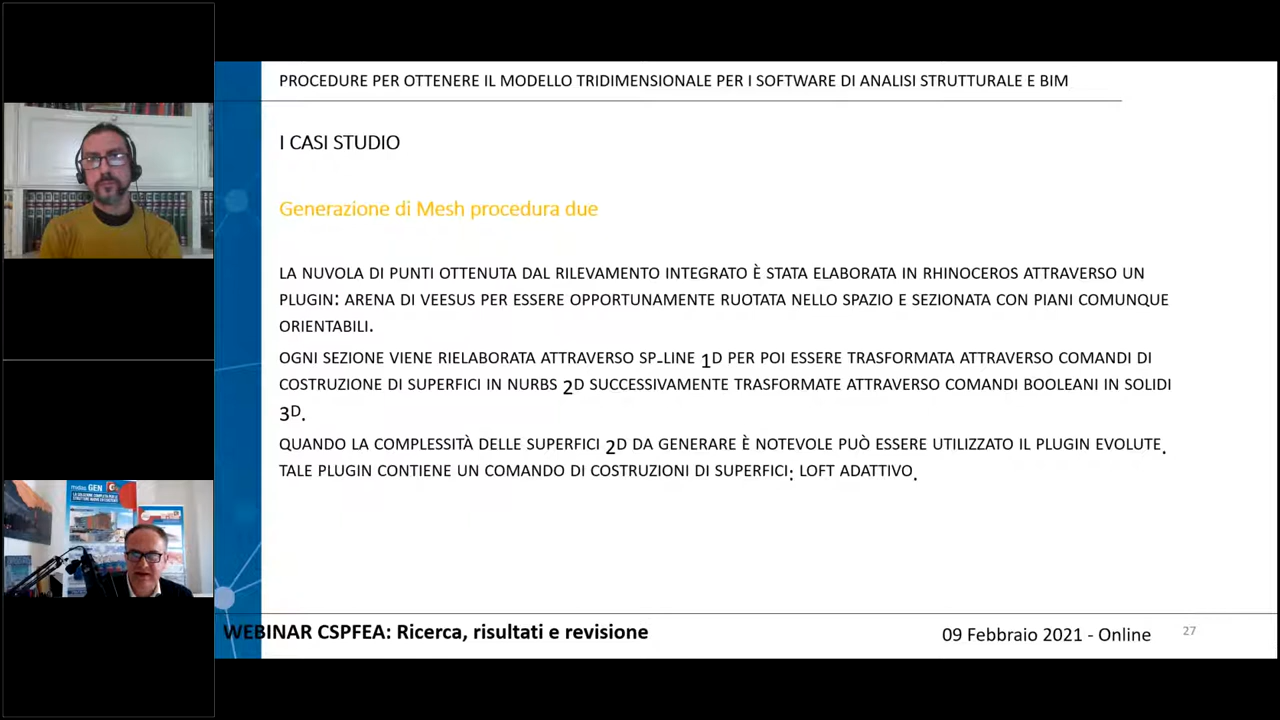 PROCEDURE PER OTTENERE IL MODELLO TRIDIMENSIONALE PER I SOFTWARE DI ANALISI STRUTTURALE E BIM
I CASI STUDIO
Generazione di Mesh procedura due
LA NUVOLA DI PUNTI OTTENUTA DAL RILEVAMENTO INTEGRATO È STATA ELABORATA IN RHINOCEROS ATTRAVERSO UN
PLUGIN: ARENA DI VEESUS PER ESSERE OPPORTUNAMENTE RUOTATA NELLO SPAZIO E SEZIONATA CON PIANI COMUNQUE
ORIENTABILI.
OGNI SEZIONE VIENE RIELABORATA ATTRAVERSO SP-LINE 1D PER POI ESSERE TRASFORMATA ATTRAVERSO COMANDI DI
COSTRUZIONE DI SUPERFICI IN NURBS 2D SUCCESSIVAMENTE TRASFORMATE ATTRAVERSO COMANDI BOOLEANI IN SOLIDI
3D.
QUANDO LA COMPLESSITÀ DELLE SUPERFICI 2D DA GENERARE È NOTEVOLE PUÒ ESSERE UTILIZZATO IL PLUGIN EVOLUTE.
TALE PLUGIN CONTIENE UN COMANDO DI COSTRUZIONI DI SUPERFICI: LOFT ADATTIVO.
WEBINAR CSPFEA: Ricerca, risultati e revisione
09 Febbraio 2021 - Online
27
midas GEN